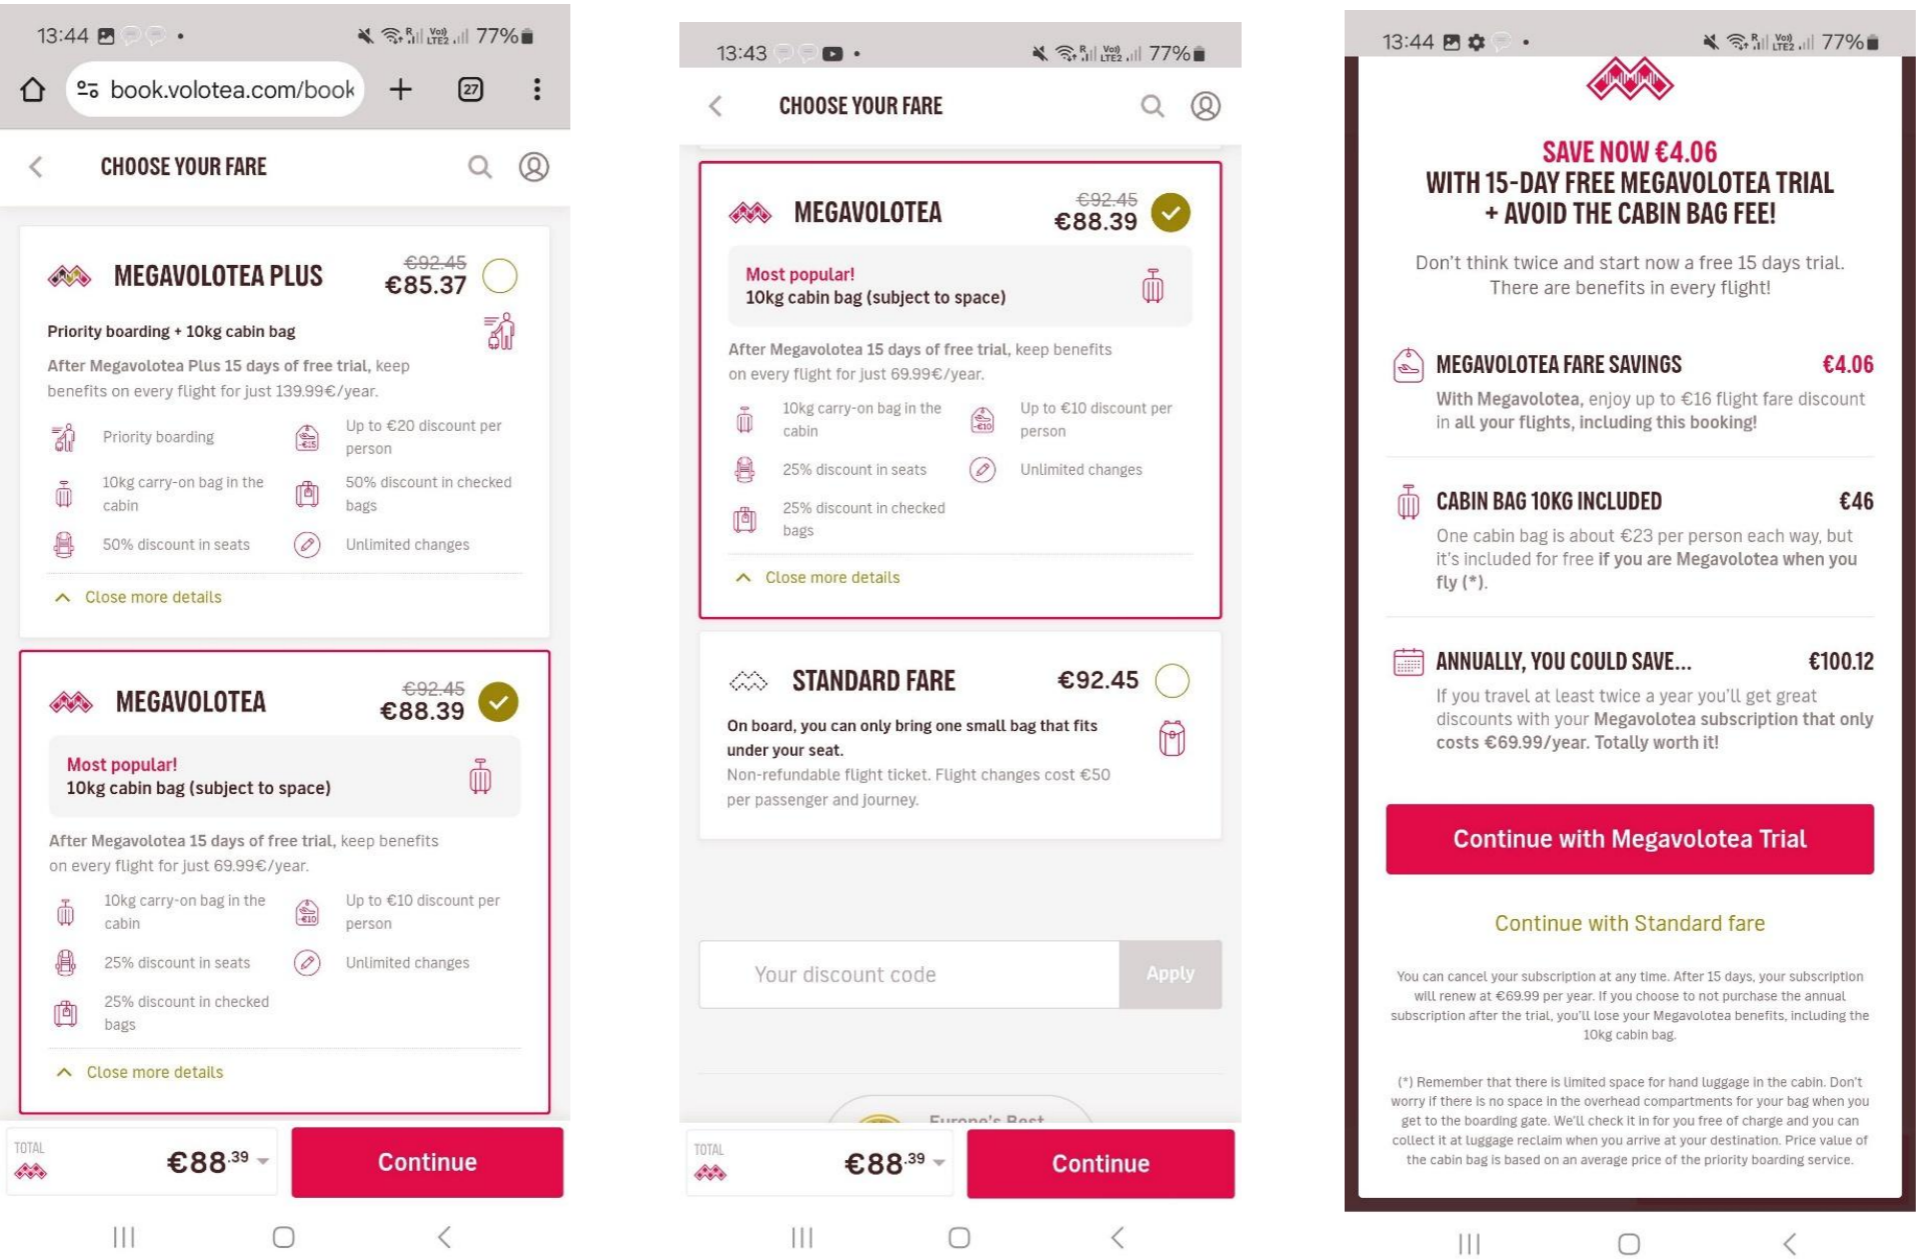 13:44
VoI) LTE2 77%
book.volotea.com/book
27
CHOOSE YOUR FARE
MEGAVOLOTEA PLUS
€92.45
€85.37
Priority boarding + 10kg cabin bag
After Megavolotea Plus 15 days of free trial, keep
benefits on every flight for just 139.99€/year.
Priority boarding
Up to €20 discount per
person
10kg carry-on bag in the
cabin
50% discount in checked
bags
50% discount in seats
Unlimited changes
Close more details
MEGAVOLOTEA
€92.45
€88.39
Most popular!
10kg cabin bag (subject to space)
After Megavolotea 15 days of free trial, keep benefits
on every flight for just 69.99€/year.
10kg carry-on bag in the
cabin
Up to €10 discount per
person
25% discount in seats
Unlimited changes
25% discount in checked
bags
Close more details
TOTAL
€88.39
Continue
13:43
77%
CHOOSE YOUR FARE
MEGAVOLOTEA
€92.45
€88.39
Most popular!
10kg cabin bag (subject to space)
After Megavolotea 15 days of free trial, keep benefits
on every flight for just 69.99€/year.
10kg carry-on bag in the
cabin
Up to €10 discount per
person
25% discount in seats
Unlimited changes
25% discount in checked
bags
Close more details
STANDARD FARE
€92.45
On board, you can only bring one small bag that fits
under your seat.
Non-refundable flight ticket. Flight changes cost €50
per passenger and journey.
Your discount code
Apply
Europe's Best
TOTAL
€88.39
Continue
13:44
77%
SAVE NOW €4.06
WITH 15-DAY FREE MEGAVOLOTEA TRIAL
+ AVOID THE CABIN BAG FEE!
Don't think twice and start now a free 15 days trial.
There are benefits in every flight!
MEGAVOLOTEA FARE SAVINGS
€4.06
With Megavolotea, enjoy up to €16 flight fare discount
in all your flights, including this booking!
CABIN BAG 10KG INCLUDED
€46
One cabin bag is about €23 per person each way, but
it's included for free if you are Megavolotea when you
fly (*).
ANNUALLY, YOU COULD SAVE...
€100.12
If you travel at least twice a year you'll get great
discounts with your Megavolotea subscription that only
costs €69.99/year. Totally worth it!
Continue with Megavolotea Trial
Continue with Standard fare
You can cancel your subscription at any time. After 15 days, your subscription
will renew at €69.99 per year. If you choose to not purchase the annual
subscription after the trial, you'll lose your Megavolotea benefits, including the
10kg cabin bag.
(*) Remember that there is limited space for hand luggage in the cabin. Don't
worry if there is no space in the overhead compartments for your bag when you
get to the boarding gate. We'll check it in for you free of charge and you can
collect it at luggage reclaim when you arrive at your destination. Price value of
the cabin bag is based on an average price of the priority boarding service.